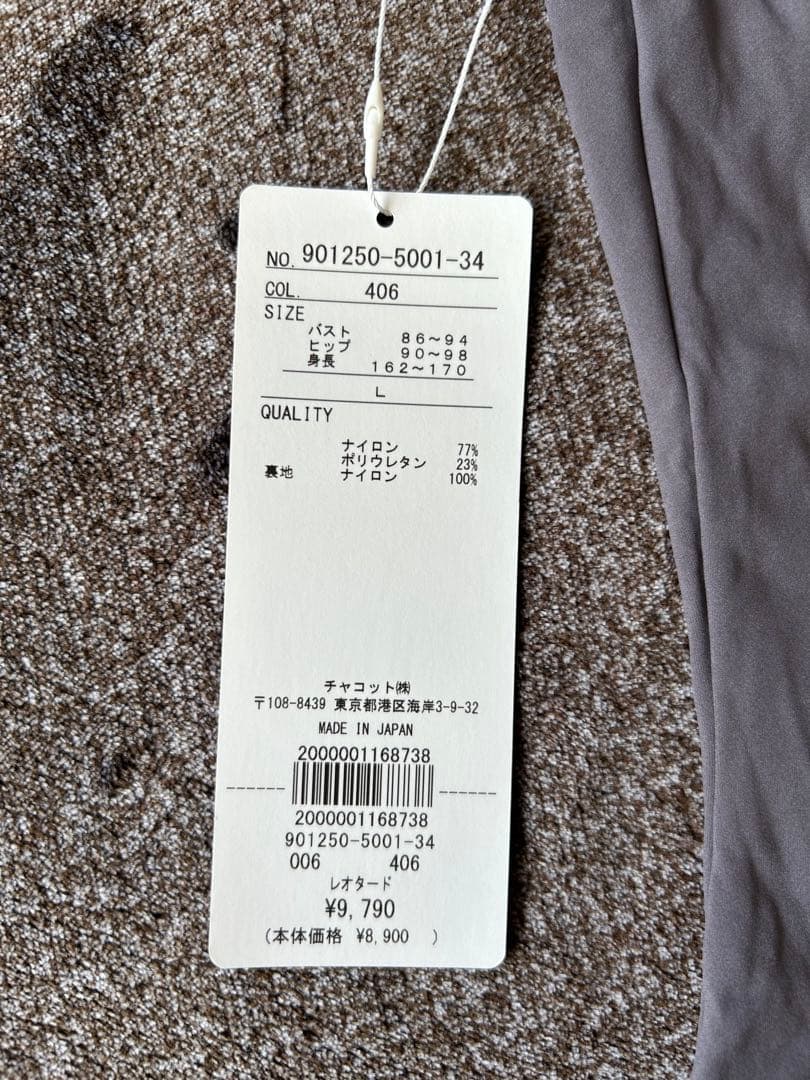 NO. 901250-5001-34
COL. 406
SIZE
バスト 86～94
ヒップ 90～98
身長 162～170
L
QUALITY
ナイロン 77%
ポリウレタン 23%
裏地 ナイロン 100%
チャコット㈱
〒108-8439 東京都港区海岸3-9-32
MADE IN JAPAN
2000001168738
2000001168738
901250-5001-34
006 406
レオタード
¥9,790
(本体価格 ¥8,900 )